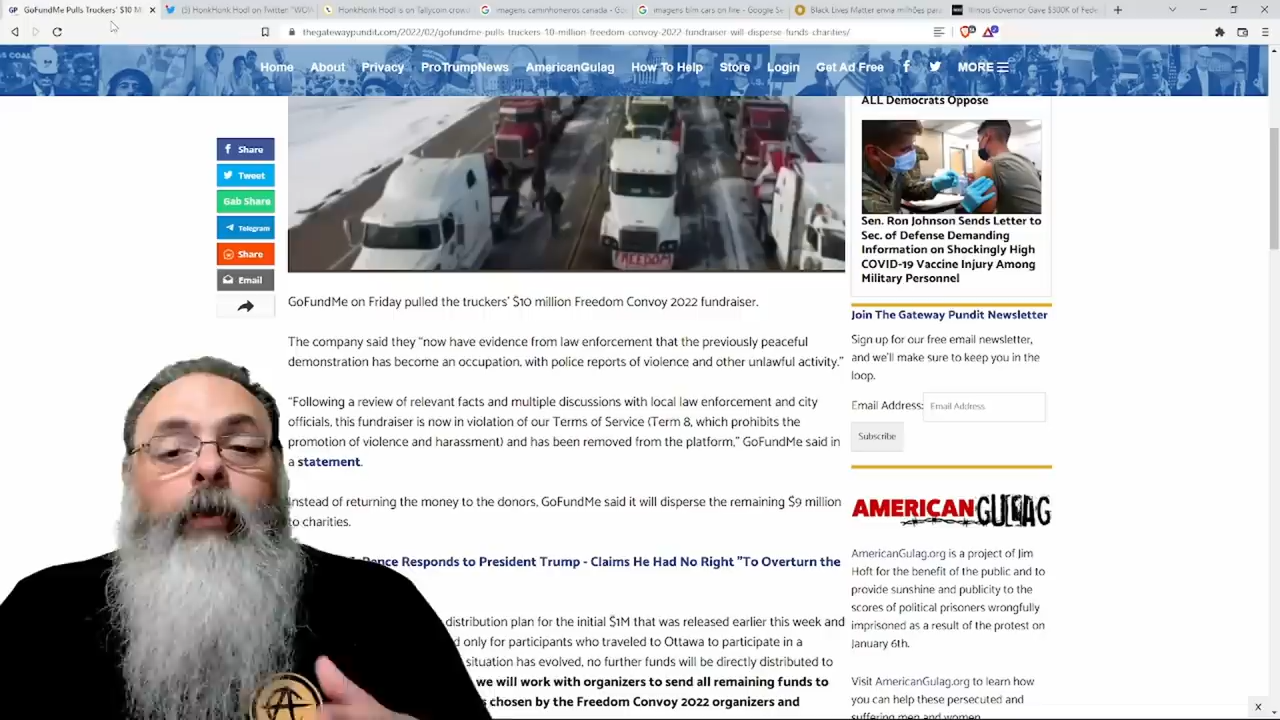 GP GoFundMe Pulls Truckers' $10 M
(3) HonkHonk Hodl on Twitter: "WOW
HonkHonk Hodl is on Tallycoin crowd
imagens caminhoneiros canada - Go
imagens blm cars on fire - Google Se
Black Lives Matter envia milhões para
Illinois Governor Gave $300K of Fede
thegatewaypundit.com/2022/02/gofundme-pulls-truckers-10-million-freedom-convoy-2022-fundraiser-will-disperse-funds-charities/
Home About Privacy ProTrumpNews AmericanGulag How To Help Store Login Get Ad Free MORE
ALL Democrats Oppose
Share
Tweet
Gab Share
Telegram
Share
Email
FREEDOM
Sen. Ron Johnson Sends Letter to
Sec. of Defense Demanding
Information on Shockingly High
COVID-19 Vaccine Injury Among
Military Personnel
GoFundMe on Friday pulled the truckers' $10 million Freedom Convoy 2022 fundraiser.
The company said they “now have evidence from law enforcement that the previously peaceful
demonstration has become an occupation, with police reports of violence and other unlawful activity.”
“Following a review of relevant facts and multiple discussions with local law enforcement and city
officials, this fundraiser is now in violation of our Terms of Service (Term 8, which prohibits the
promotion of violence and harassment) and has been removed from the platform,” GoFundMe said in
a statement.
Instead of returning the money to the donors, GoFundMe said it will disperse the remaining $9 million
to charities.
Pence Responds to President Trump - Claims He Had No Right "To Overturn the
distribution plan for the initial $1M that was released earlier this week and
only for participants who traveled to Ottawa to participate in a
situation has evolved, no further funds will be directly distributed to
we will work with organizers to send all remaining funds to
chosen by the Freedom Convoy 2022 organizers and
Join The Gateway Pundit Newsletter
Sign up for our free email newsletter,
and we'll make sure to keep you in the
loop.
Email Address: Email Address
Subscribe
AMERICAN GULAG
AmericanGulag.org is a project of Jim
Hoft for the benefit of the public and to
provide sunshine and publicity to the
scores of political prisoners wrongfully
imprisoned as a result of the protest on
January 6th.
Visit AmericanGulag.org to learn how
you can help these persecuted and
suffering men and women.